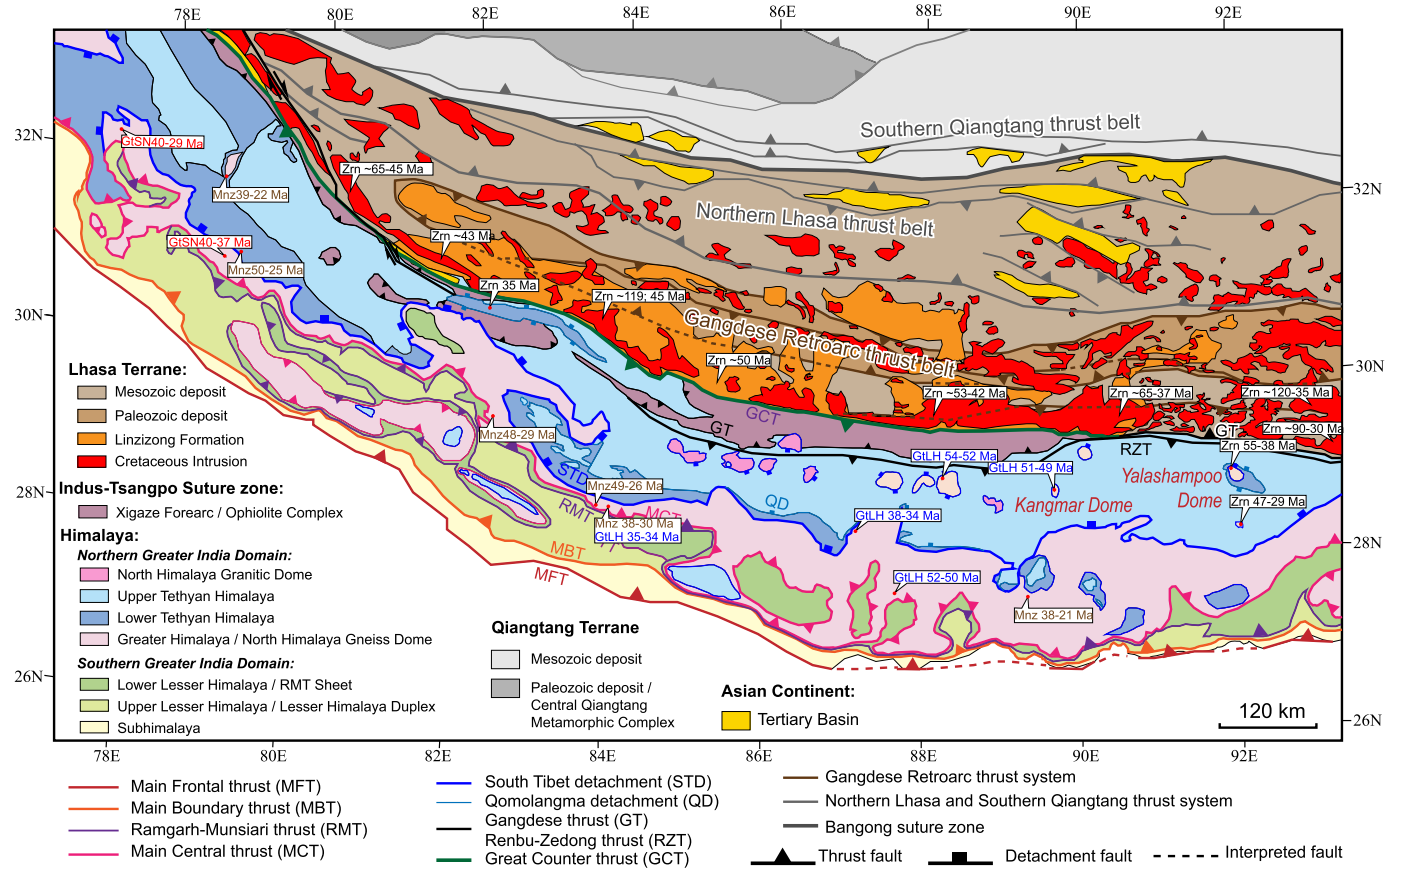 78E 80E 82E 84E 86E 88E 90E 92E
32N
30N
28N
26N
32N
30N
28N
26N
Southern Qiangtang thrust belt
Northern Lhasa thrust belt
Gangdese Retroarc thrust belt
GtSN40-29 Ma
Mnz39-22 Ma
Zrn ~65-45 Ma
GtSN40-37 Ma
Mnz50-25 Ma
Zrn ~43 Ma
Zrn 35 Ma
Zrn ~119; 45 Ma
Zrn ~50 Ma
Zrn ~53-42 Ma
Zrn ~65-37 Ma
Zrn ~120-35 Ma
Zrn ~90-30 Ma
Zrn 55-38 Ma
Zrn 47-29 Ma
GCT
GT
GT
RZT
Mnz48-29 Ma
GtLH 54-52 Ma
GtLH 51-49 Ma
Yalashampoo
Dome
Kangmar Dome
STD
QD
Mnz49-26 Ma
RMT
MCT
Mnz 38-30 Ma
GtLH 35-34 Ma
GtLH 38-34 Ma
GtLH 52-50 Ma
Mnz 38-21 Ma
MBT
MFT
Lhasa Terrane:
Mesozoic deposit
Paleozoic deposit
Linzizong Formation
Cretaceous Intrusion
Indus-Tsangpo Suture zone:
Xigaze Forearc / Ophiolite Complex
Himalaya:
Northern Greater India Domain:
North Himalaya Granitic Dome
Upper Tethyan Himalaya
Lower Tethyan Himalaya
Greater Himalaya / North Himalaya Gneiss Dome
Southern Greater India Domain:
Lower Lesser Himalaya / RMT Sheet
Upper Lesser Himalaya / Lesser Himalaya Duplex
Subhimalaya
Qiangtang Terrane
Mesozoic deposit
Paleozoic deposit /
Central Qiangtang
Metamorphic Complex
Asian Continent:
Tertiary Basin
120 km
78E 80E 82E 84E 86E 88E 90E 92E
Main Frontal thrust (MFT)
Main Boundary thrust (MBT)
Ramgarh-Munsiari thrust (RMT)
Main Central thrust (MCT)
South Tibet detachment (STD)
Qomolangma detachment (QD)
Gangdese thrust (GT)
Renbu-Zedong thrust (RZT)
Great Counter thrust (GCT)
Gangdese Retroarc thrust system
Northern Lhasa and Southern Qiangtang thrust system
Bangong suture zone
Thrust fault
Detachment fault
Interpreted fault